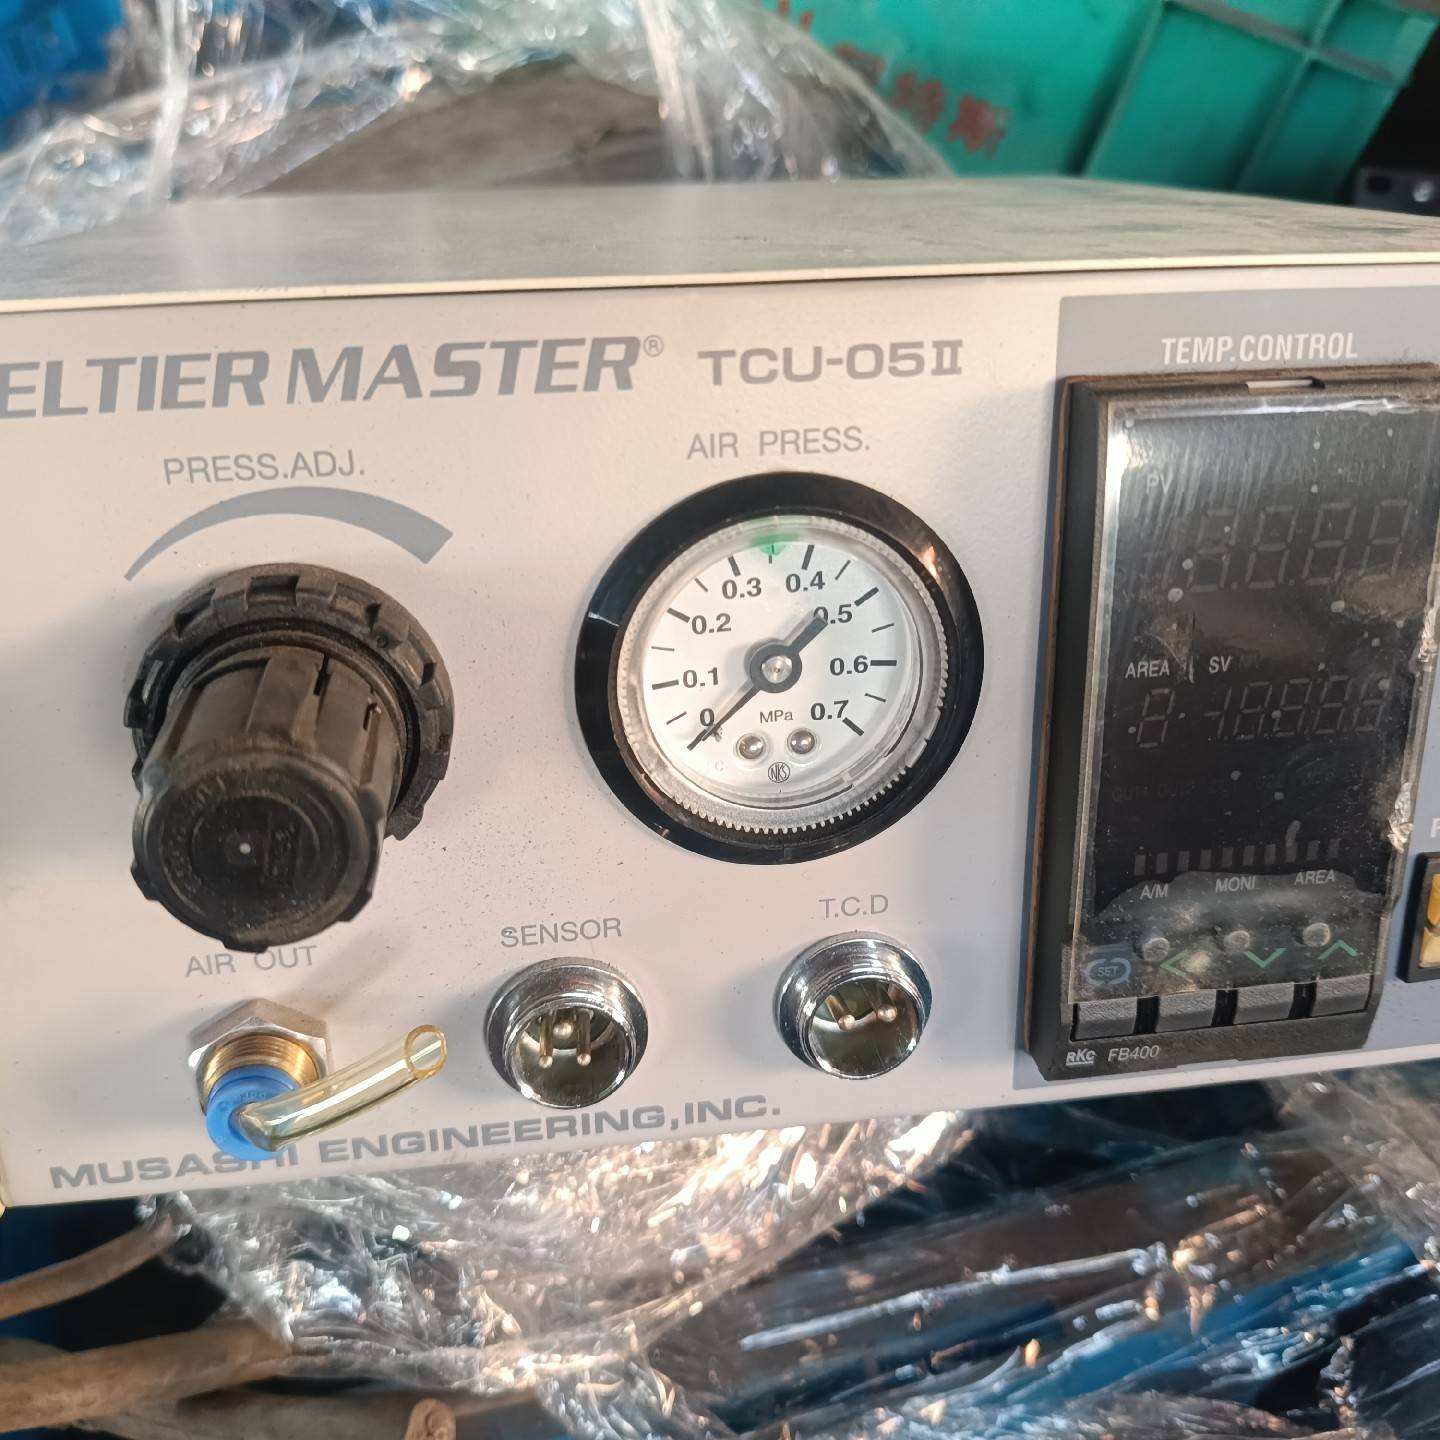 ELTIER MASTER® TCU-05II
TEMP.CONTROL
PRESS.ADJ.
AIR PRESS.
0 0.1 0.2 0.3 0.4 0.5 0.6 0.7
MPa
NKS
PV
AREA SV
A/M MONI AREA
SET
RKC FB400
AIR OUT
SENSOR
T.C.D
MUSASHI ENGINEERING,INC.